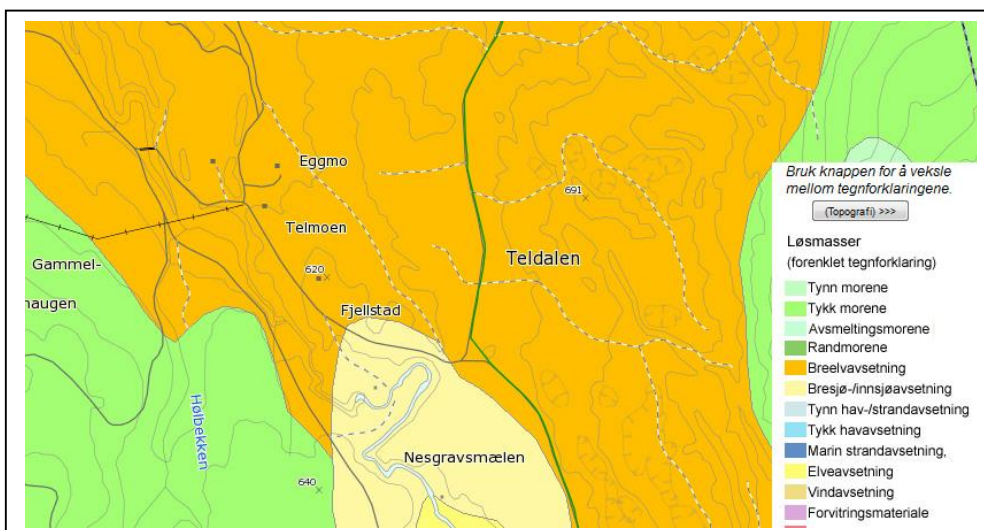 Eggmo
691
Telmoen
Teldalen
Gammel-
haugen
620
Fjellstad
Hølbekken
Nesgravsmælen
640
Bruk knappen for å veksle
mellom tegnforklaringene.
(Topografi) >>>
Løsmasser
(forenklet tegnforklaring)
Tynn morene
Tykk morene
Avsmeltingsmorene
Randmorene
Breelvavsetning
Bresjø-/innsjøavsetning
Tynn hav-/strandavsetning
Tykk havavsetning
Marin strandavsetning,
Elveavsetning
Vindavsetning
Forvitringsmateriale